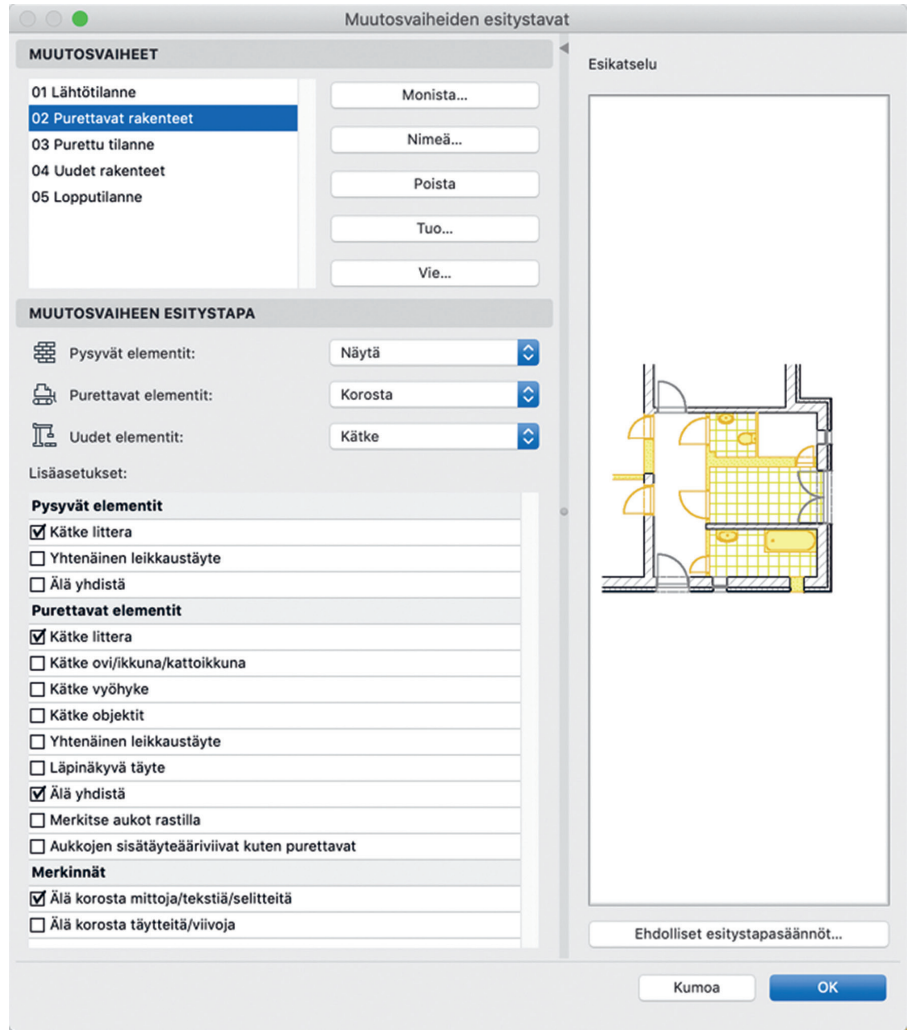 Muutosvaiheiden esitystavat
MUUTOSVAIHEET
01 Lähtötilanne
02 Purettavat rakenteet
03 Purettu tilanne
04 Uudet rakenteet
05 Lopputilanne
Monista...
Nimeä...
Poista
Tuo...
Vie...
MUUTOSVAIHEEN ESITYSTAPA
Pysyvät elementit: Näytä
Purettavat elementit: Korosta
Uudet elementit: Kätke
Lisäasetukset:
Pysyvät elementit
Kätke littera
Yhtenäinen leikkaustäyte
Älä yhdistä
Purettavat elementit
Kätke littera
Kätke ovi/ikkuna/kattoikkuna
Kätke vyöhyke
Kätke objektit
Yhtenäinen leikkaustäyte
Läpinäkyvä täyte
Älä yhdistä
Merkitse aukot rastilla
Aukkojen sisätäyteääriviivat kuten purettavat
Merkinnät
Älä korosta mittoja/tekstiä/selitteitä
Älä korosta täytteitä/viivoja
Esikatselu
Ehdolliset esitystapasäännöt...
Kumoa
OK